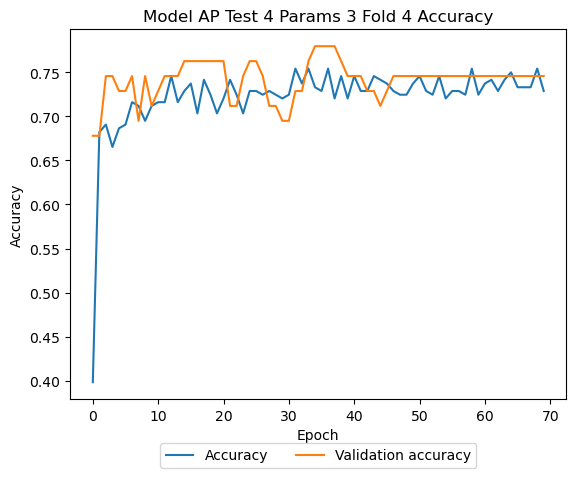 Model AP Test 4 Params 3 Fold 4 Accuracy
Accuracy
0.75
0.70
0.65
0.60
0.55
0.50
0.45
0.40
0 10 20 30 40 50 60 70
Epoch
Accuracy Validation accuracy